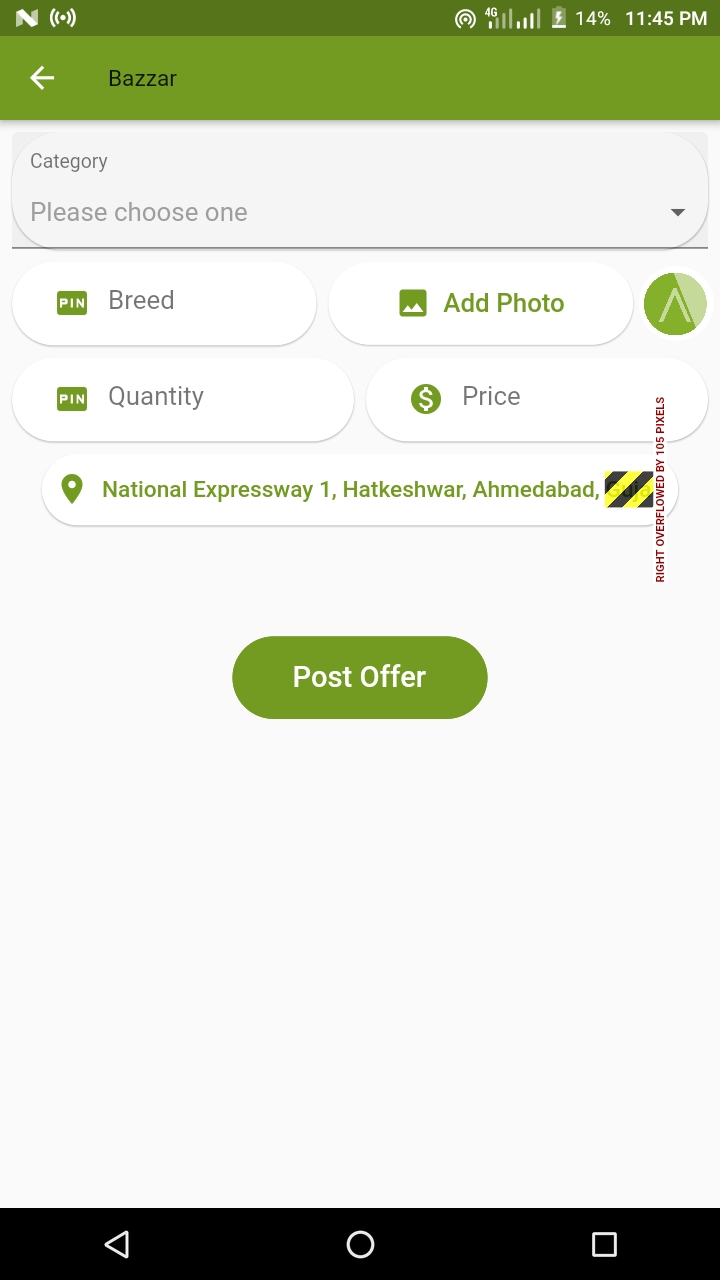 4G 14% 11:45 PM
Bazzar
Category
Please choose one
PIN Breed
Add Photo
PIN Quantity
$ Price
National Expressway 1, Hatkeshwar, Ahmedabad,
RIGHT OVERFLOWED BY 105 PIXELS
Post Offer